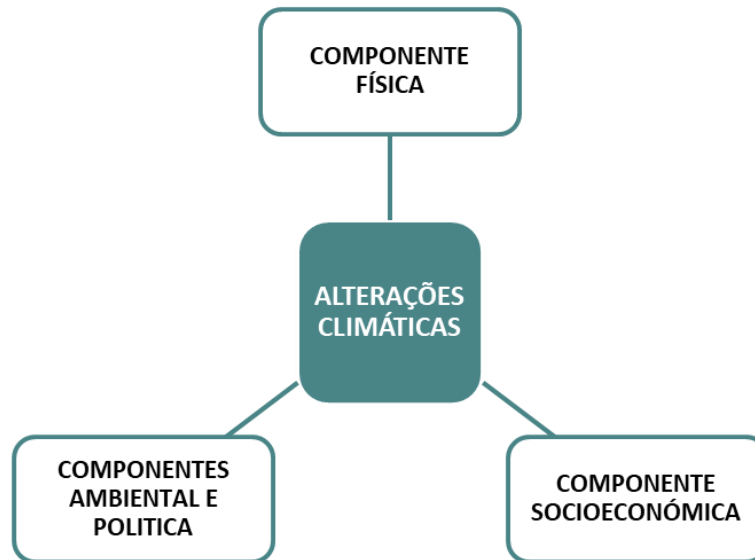 COMPONENTE
FÍSICA
ALTERAÇÕES
CLIMÁTICAS
COMPONENTES
AMBIENTAL E
POLITICA
COMPONENTE
SOCIOECONÓMICA